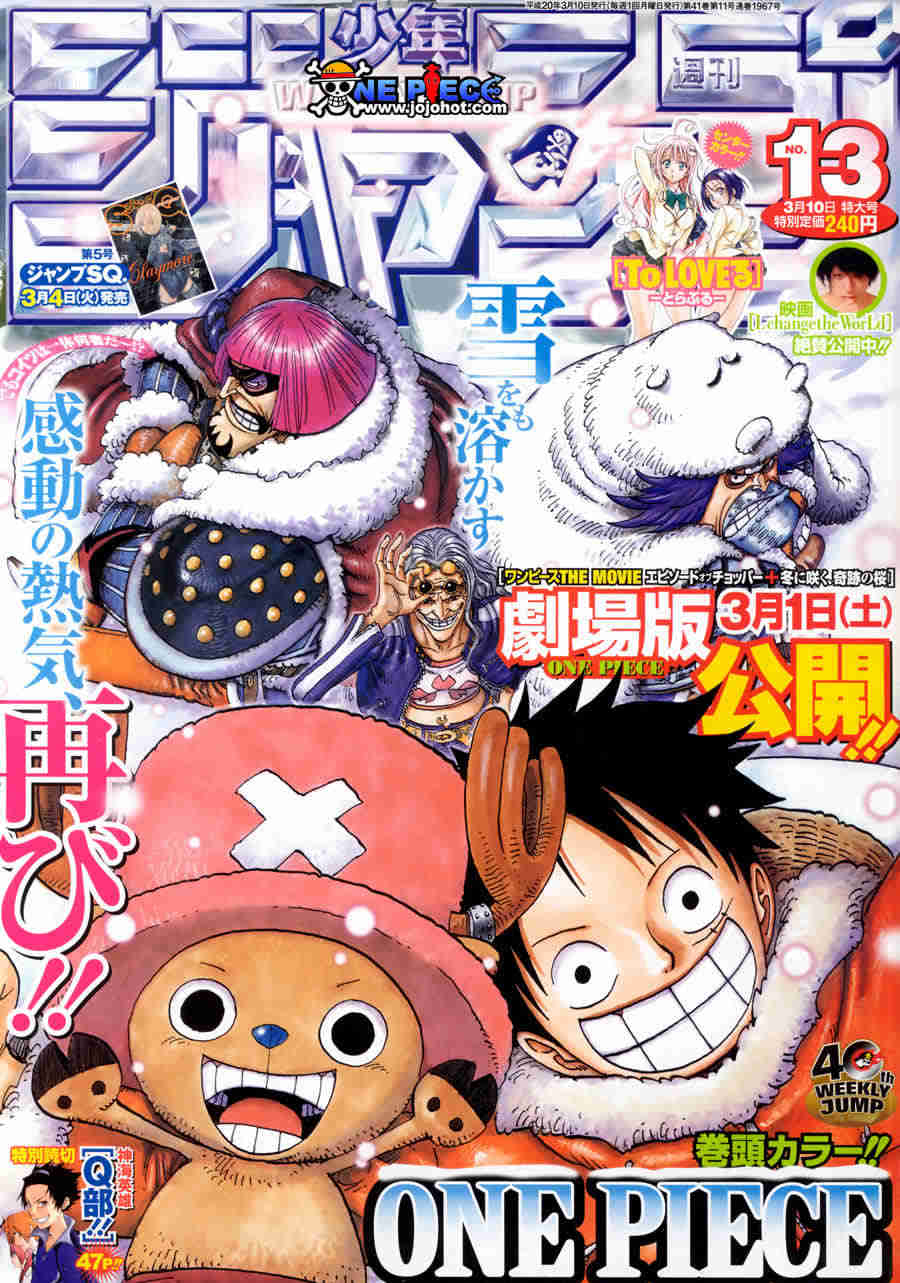 平成20年3月10日発行(毎週1回月曜日発行)第41巻第11号通巻1967号
週刊
少年
ジャンプ
ONE PIECE
www.jojohot.com
センターカラー!!
NO.13
3月10日 特大号
特別定価240円
[To LOVEる]
ーとらぶるー
第5号
ジャンプSQ.
3月4日(火)発売
Claymore
映画
[L change the WorLd]
絶賛公開中!!
雪をも溶かす
感動の熱気、
再び!!
[ワンピースTHE MOVIE エピソードオブチョッパー+冬に咲く、奇跡の桜]
劇場版
ONE PIECE
3月1日(土)
公開!!
40th
WEEKLY
JUMP
巻頭カラー!!
ONE PIECE
特別読切
神海英雄
[Q部!!]
47P!!